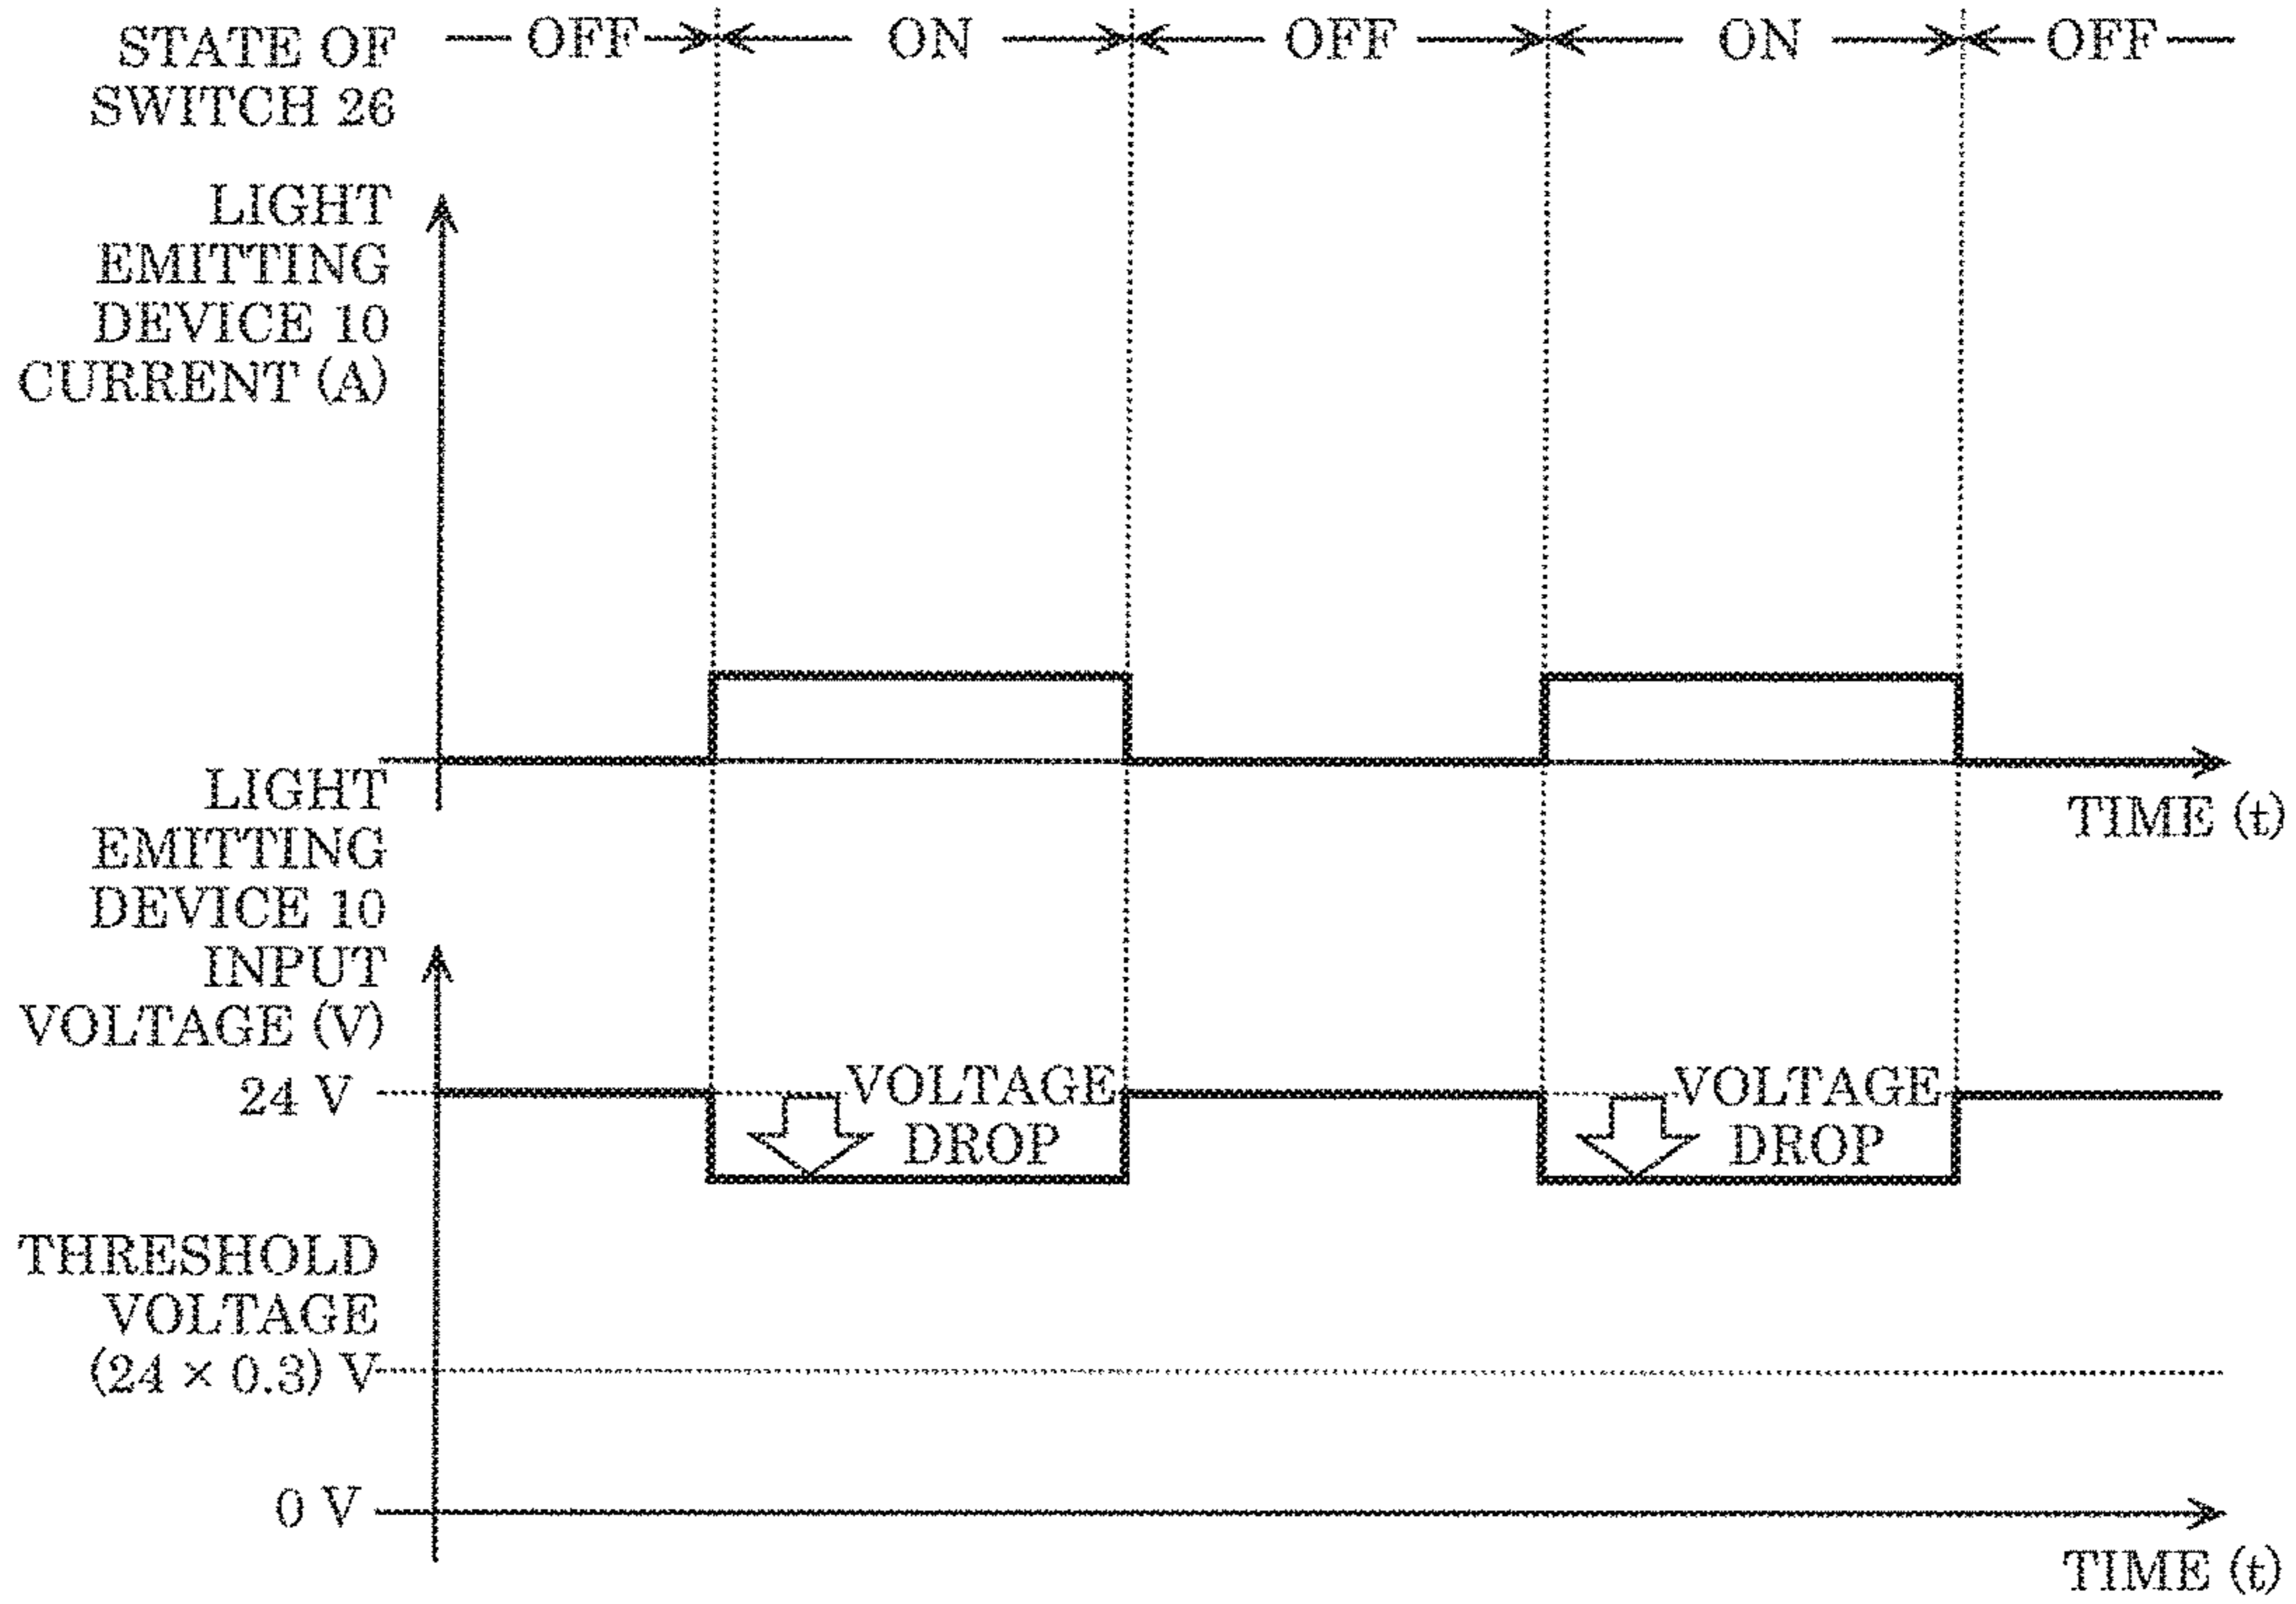 STATE OF
SWITCH 26
OFF ON OFF ON OFF
LIGHT
EMITTING
DEVICE 10
CURRENT (A)
TIME (t)
LIGHT
EMITTING
DEVICE 10
INPUT
VOLTAGE (V)
24 V
VOLTAGE
DROP
VOLTAGE
DROP
THRESHOLD
VOLTAGE
(24 × 0.3) V
0 V
TIME (t)